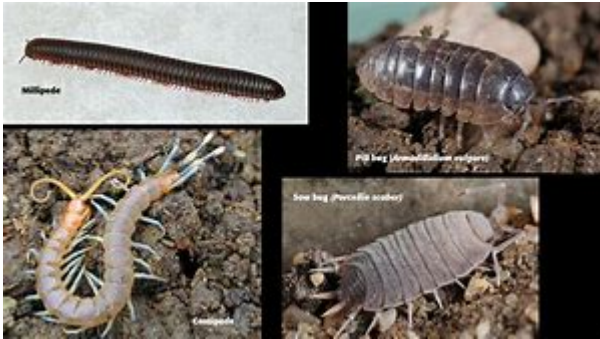 Millipede
Pill bug (Armadillidium vulgare)
Sow bug (Porcellio scaber)
Centipede